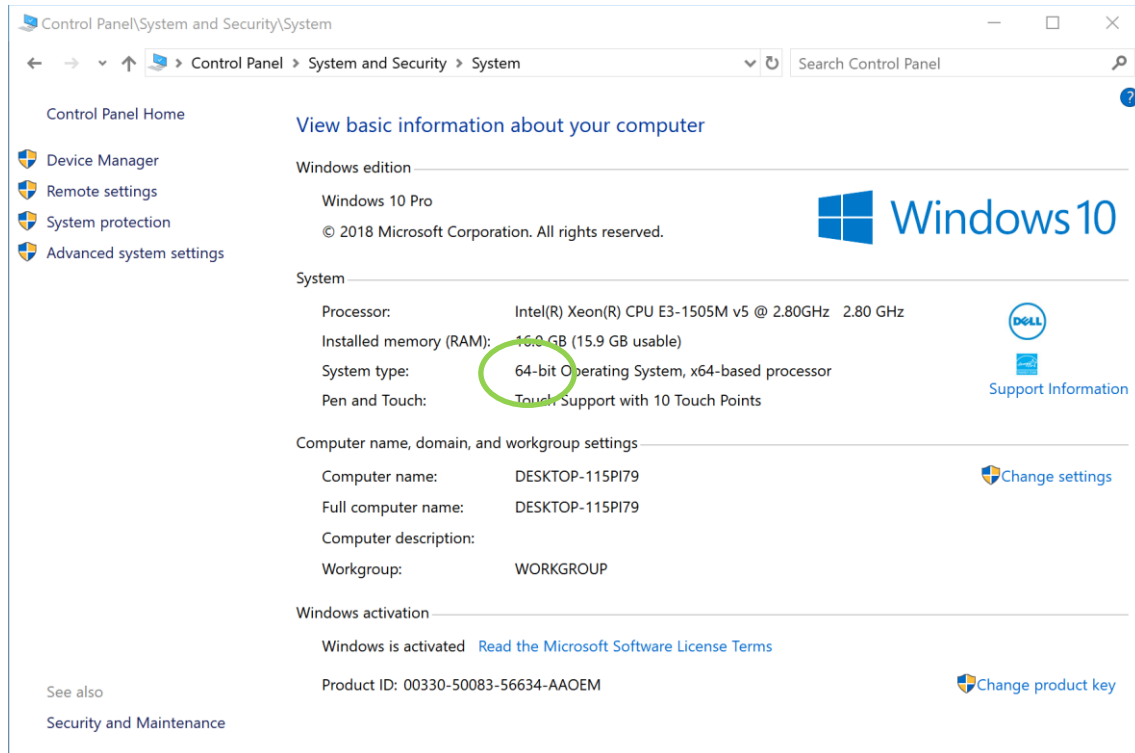 Control Panel\System and Security\System
Control Panel > System and Security > System
Search Control Panel
?
Control Panel Home
Device Manager
Remote settings
System protection
Advanced system settings
View basic information about your computer
Windows edition
Windows 10 Pro
© 2018 Microsoft Corporation. All rights reserved.
Windows 10
System
Processor: Intel(R) Xeon(R) CPU E3-1505M v5 @ 2.80GHz 2.80 GHz
Installed memory (RAM): 16.0 GB (15.9 GB usable)
System type: 64-bit Operating System, x64-based processor
Pen and Touch: Touch Support with 10 Touch Points
DELL
Support Information
Computer name, domain, and workgroup settings
Computer name: DESKTOP-115PI79
Change settings
Full computer name: DESKTOP-115PI79
Computer description:
Workgroup: WORKGROUP
Windows activation
Windows is activated Read the Microsoft Software License Terms
Product ID: 00330-50083-56634-AAOEM
Change product key
See also
Security and Maintenance